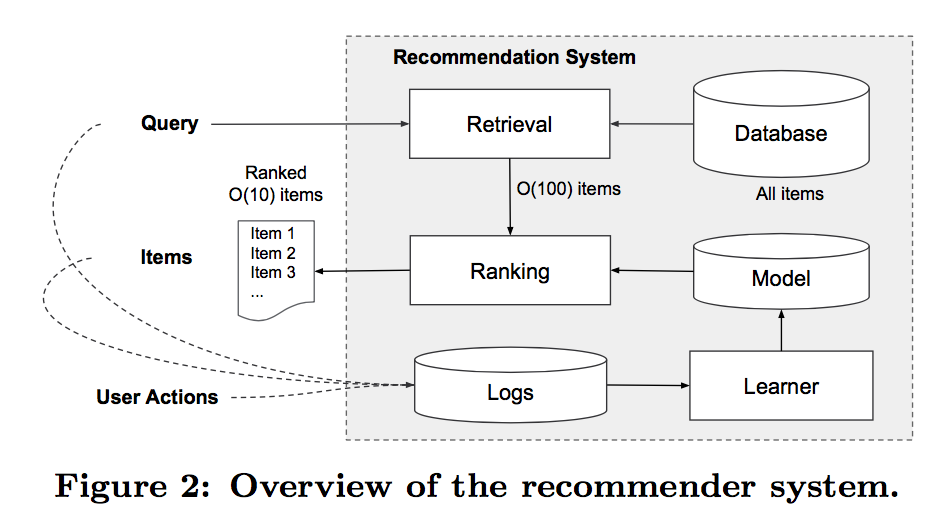 Recommendation System
Query
Retrieval
Database
All items
O(100) items
Ranked
O(10) items
Items
Item 1
Item 2
Item 3
...
Ranking
Model
User Actions
Logs
Learner
Figure 2: Overview of the recommender system.